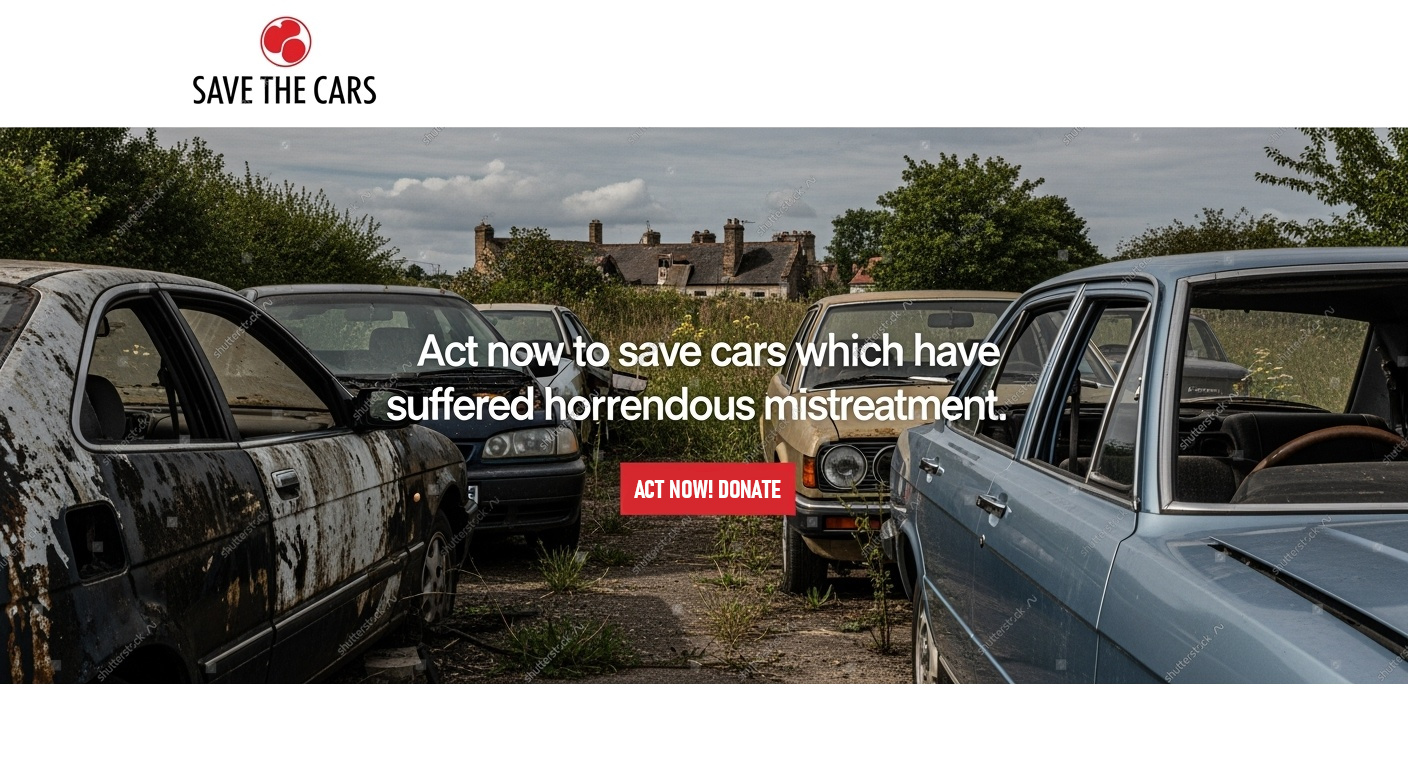 SAVE THE CARS
Act now to save cars which have
suffered horrendous mistreatment.
ACT NOW! DONATE
shutterstock